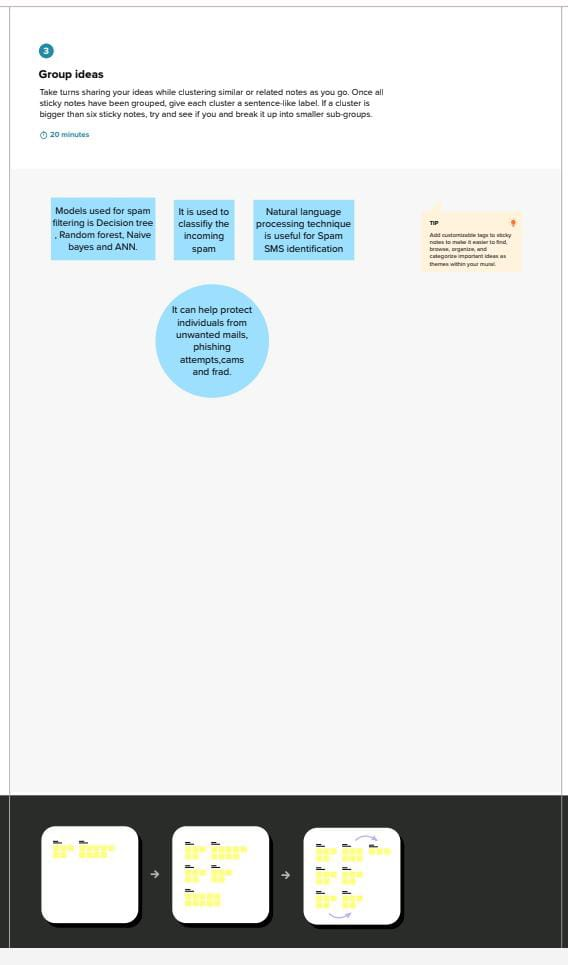 3
Group ideas
Take turns sharing your ideas while clustering similar or related notes as you go. Once all
sticky notes have been grouped, give each cluster a sentence-like label. If a cluster is
bigger than six sticky notes, try and see if you and break it up into smaller sub-groups.
20 minutes
Models used for spam
filtering is Decision tree
, Random forest, Naive
bayes and ANN.
It is used to
classifiy the
incoming
spam
Natural language
processing technique
is useful for Spam
SMS identification
TIP
Add customizable tags to sticky
notes to make it easier to find,
browse, organize, and
categorize important ideas as
themes within your mural.
It can help protect
individuals from
unwanted mails,
phishing
attempts,cams
and frad.